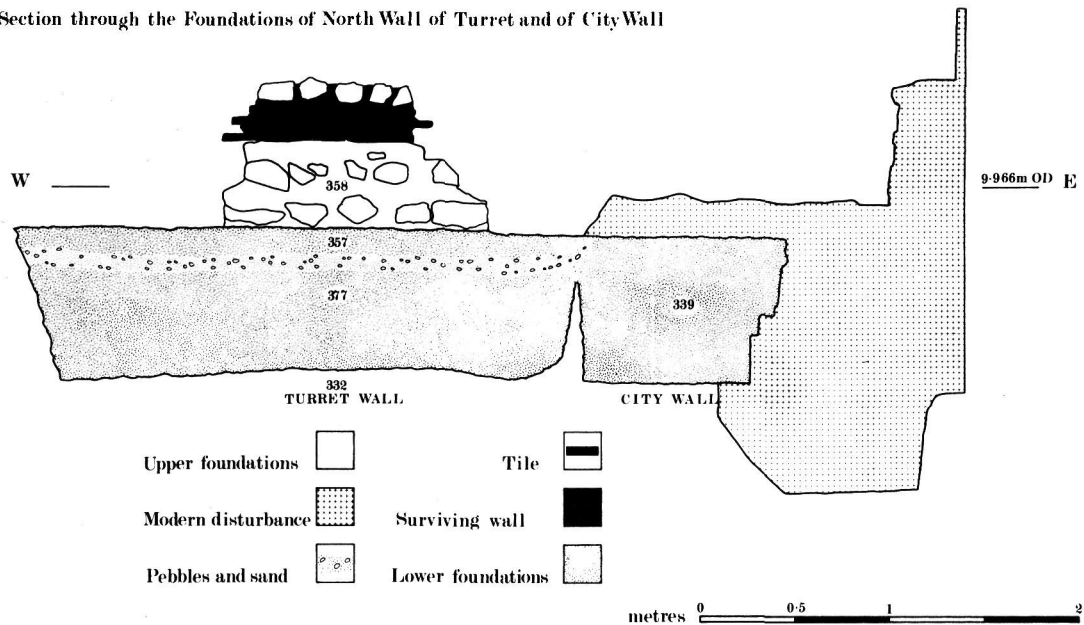 Section through the Foundations of North Wall of Turret and of City Wall
W
9·966m OD E
358
357
377
339
332
TURRET WALL
CITY WALL
Upper foundations
Tile
Modern disturbance
Surviving wall
Pebbles and sand
Lower foundations
metres 0 0·5 1 2